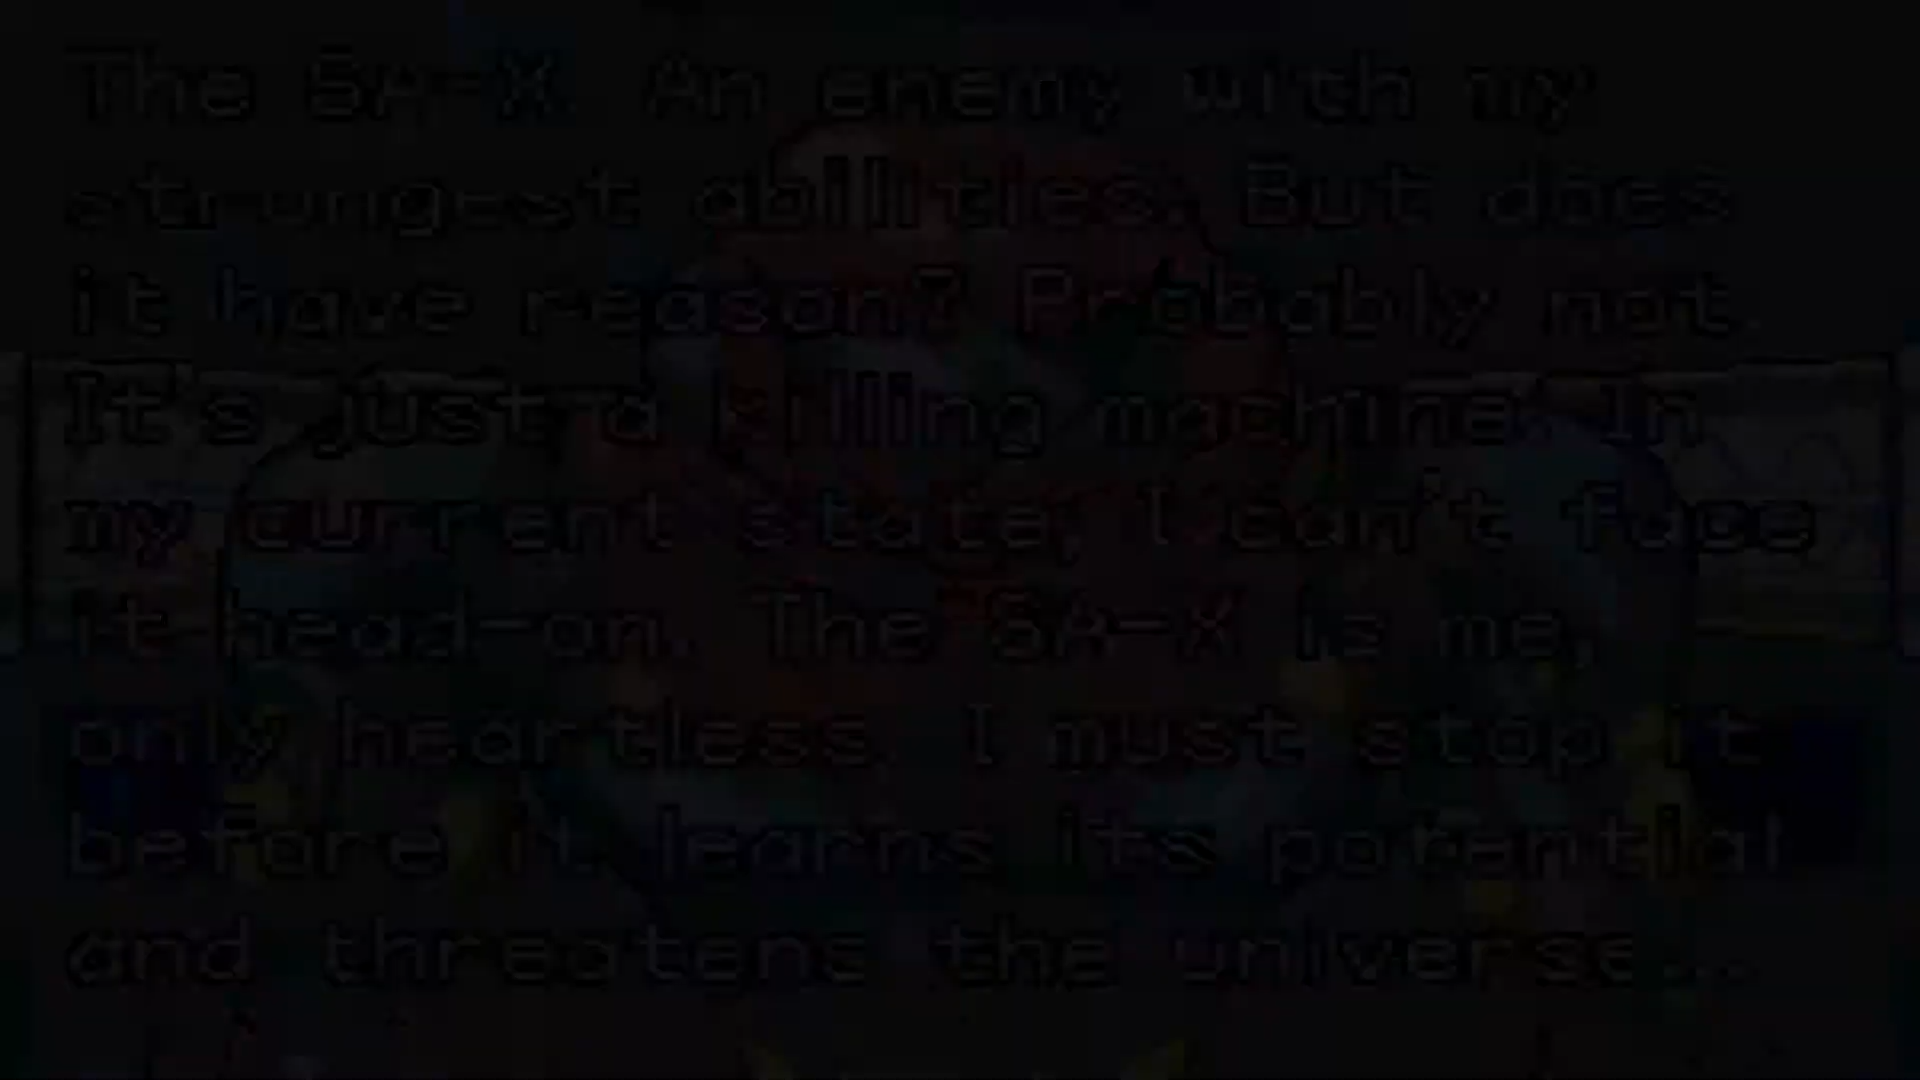 The SA-X. An enemy with my
strongest abilities. But does
it have reason? Probably not.
It's just a killing machine. In
my current state, I can't face
it head-on. The SA-X is me,
only heartless. I must stop it
before it learns its potential
and threatens the universe...